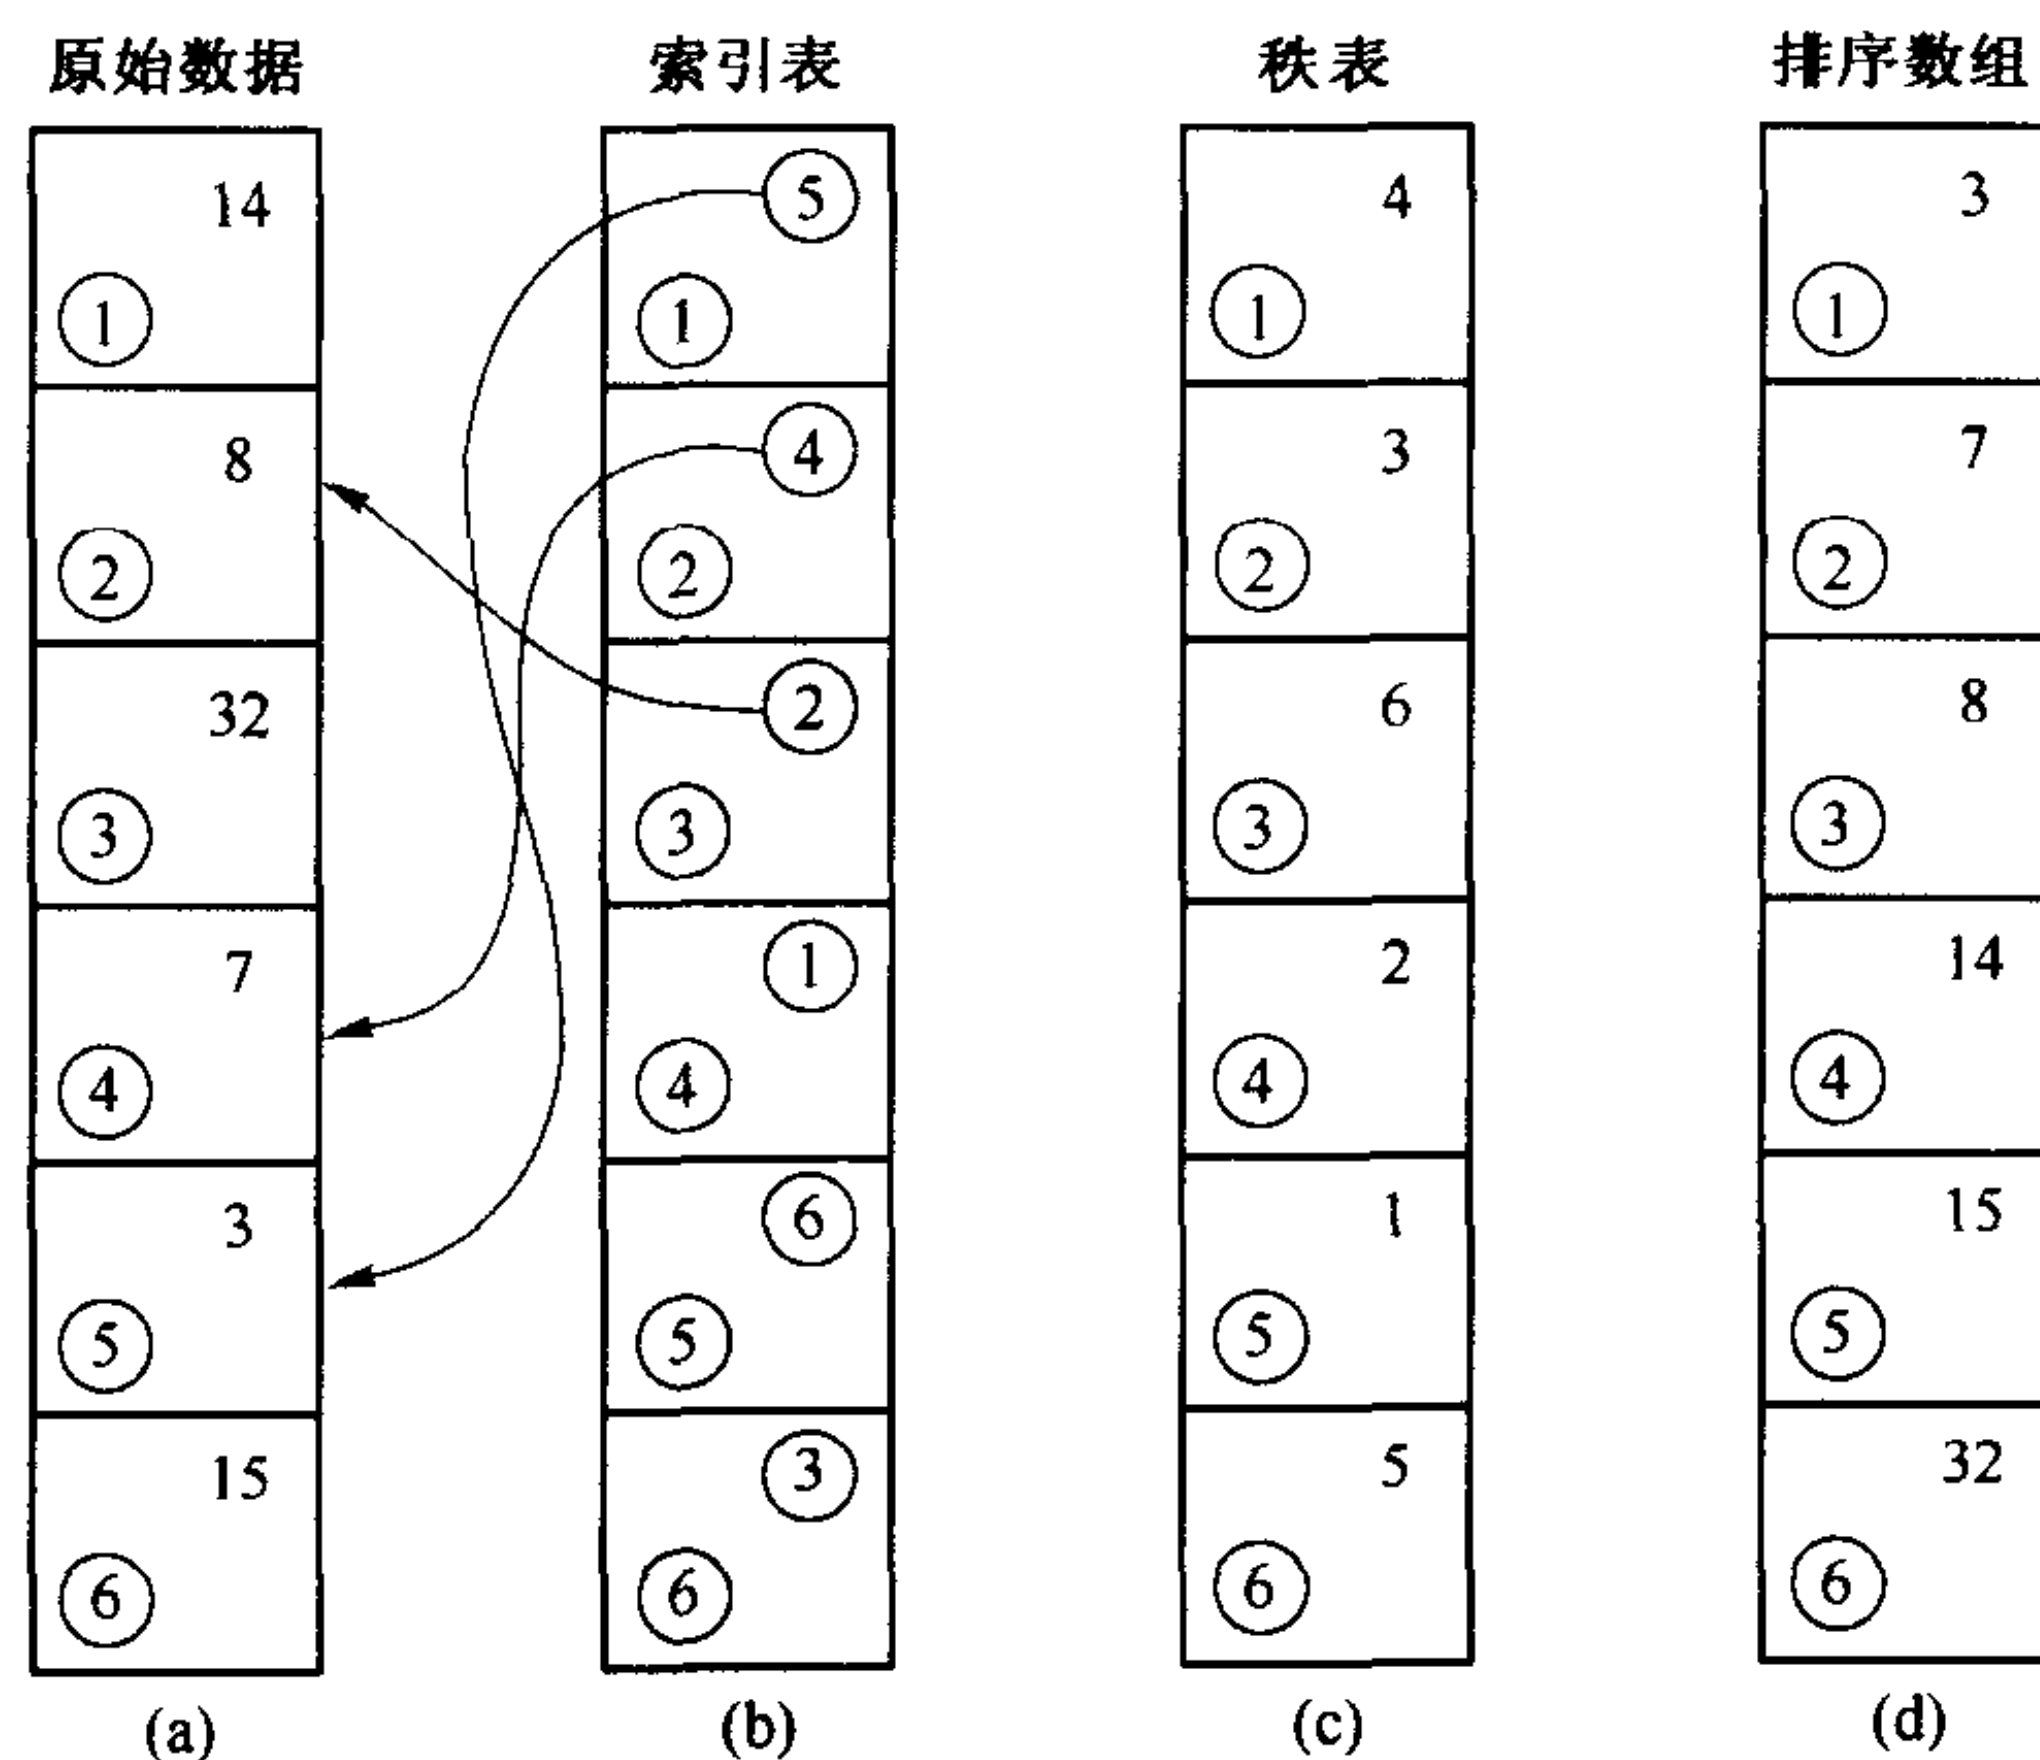 原始数据 索引表 秩表 排序数组
14 ⑤ 4 3
① ① ① ①
8 ④ 3 7
② ② ② ②
32 ② 6 8
③ ③ ③ ③
7 ① 2 14
④ ④ ④ ④
3 ⑥ 1 15
⑤ ⑤ ⑤ ⑤
15 ③ 5 32
⑥ ⑥ ⑥ ⑥
(a) (b) (c) (d)